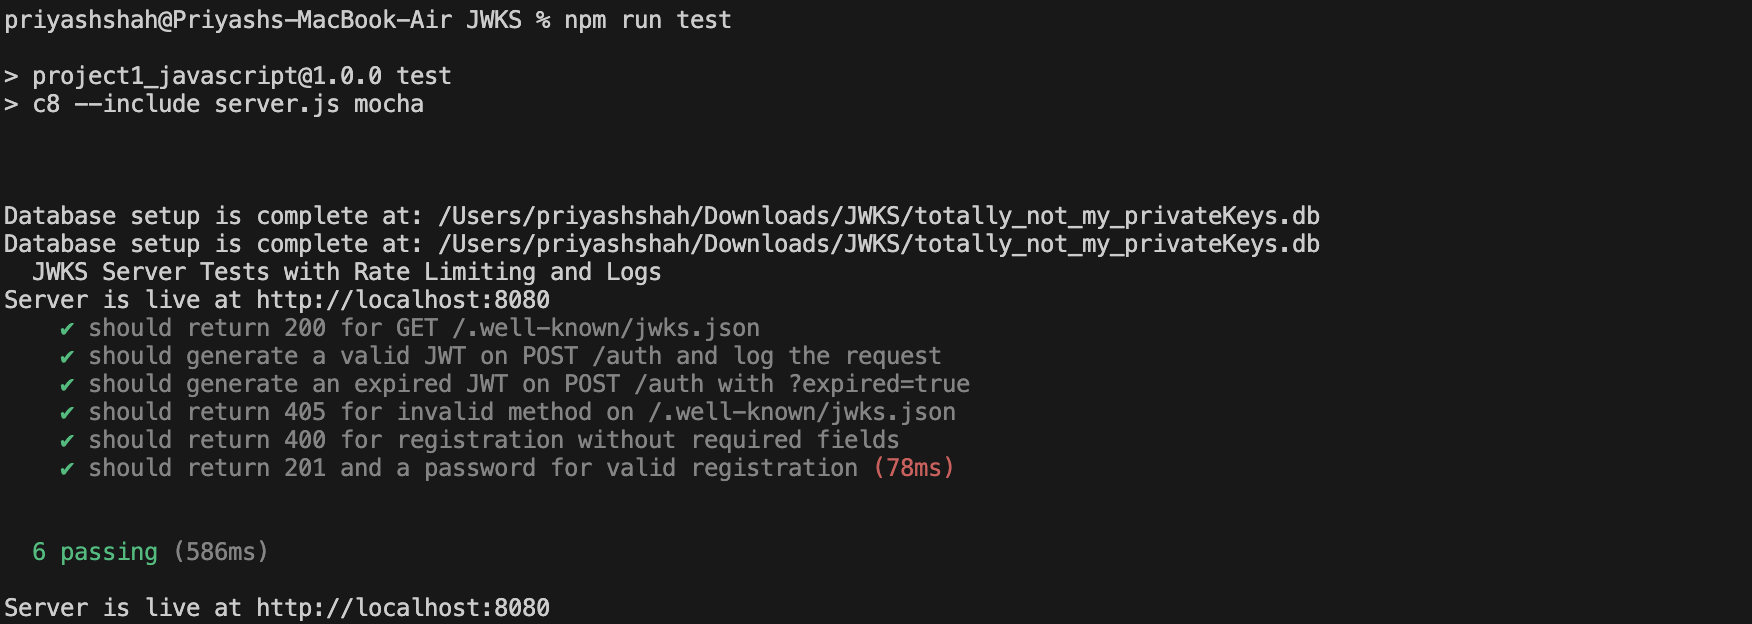 priyashshah@Priyashs-MacBook-Air JWKS % npm run test
> project1_javascript@1.0.0 test
> c8 --include server.js mocha
Database setup is complete at: /Users/priyashshah/Downloads/JWKS/totally_not_my_privateKeys.db
Database setup is complete at: /Users/priyashshah/Downloads/JWKS/totally_not_my_privateKeys.db
JWKS Server Tests with Rate Limiting and Logs
Server is live at http://localhost:8080
✔ should return 200 for GET /.well-known/jwks.json
✔ should generate a valid JWT on POST /auth and log the request
✔ should generate an expired JWT on POST /auth with ?expired=true
✔ should return 405 for invalid method on /.well-known/jwks.json
✔ should return 400 for registration without required fields
✔ should return 201 and a password for valid registration (78ms)
6 passing (586ms)
Server is live at http://localhost:8080